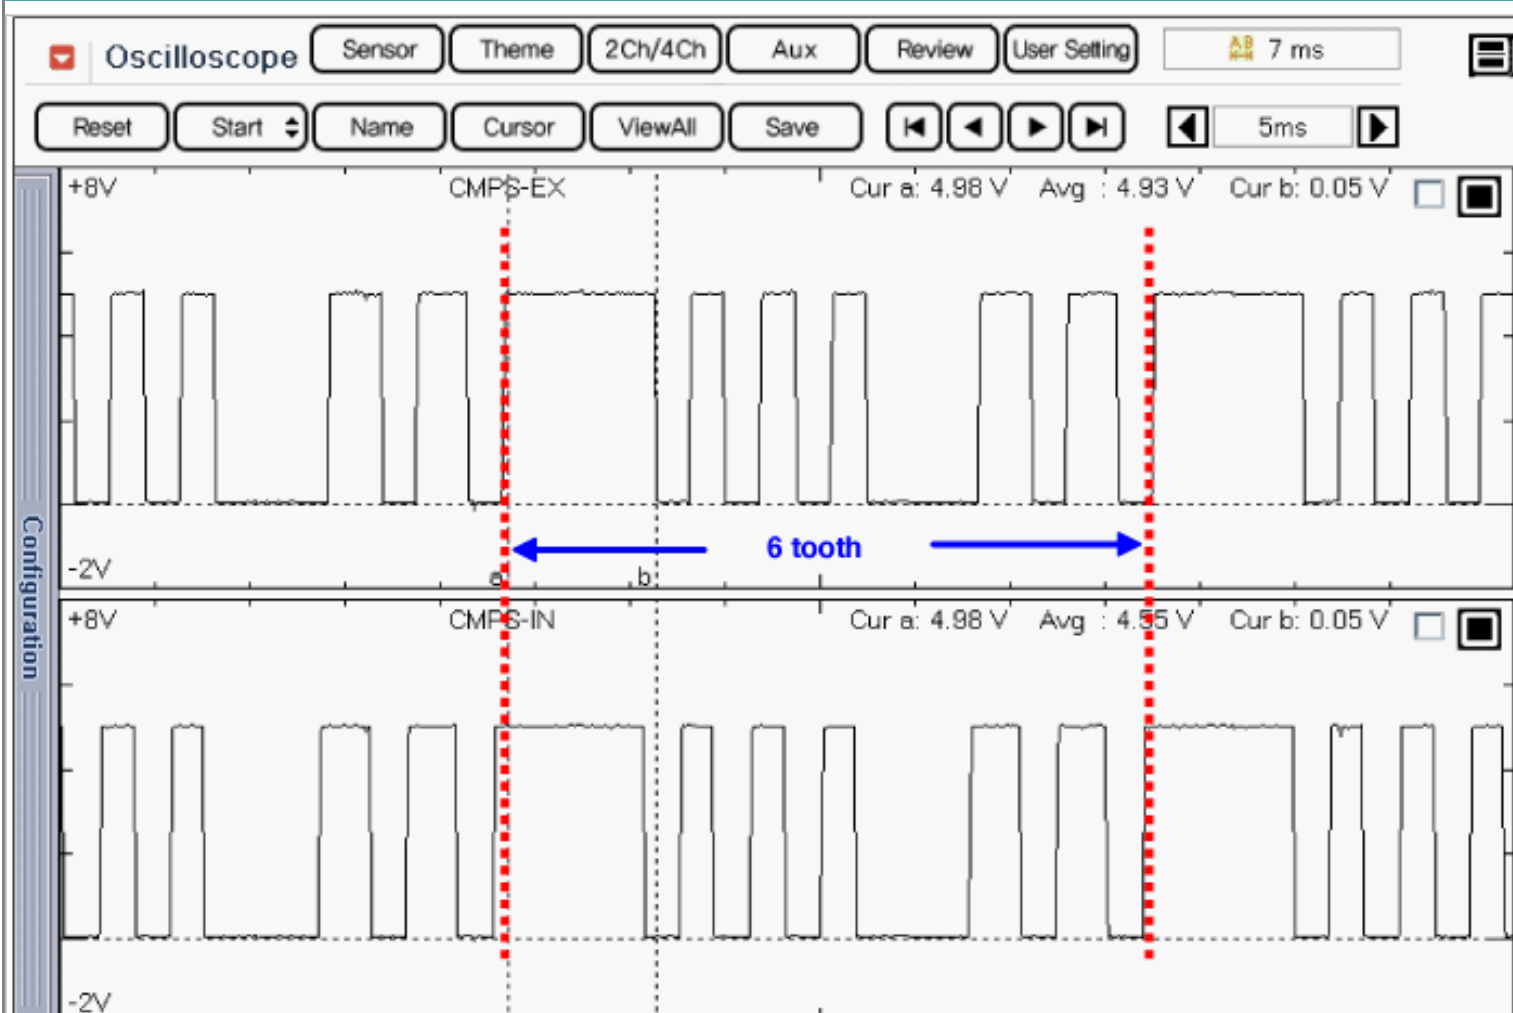 Oscilloscope Sensor Theme 2Ch/4Ch Aux Review User Setting 7 ms
Reset Start Name Cursor ViewAll Save 5ms
+8V CMPS-EX Cur a: 4.98 V Avg : 4.93 V Cur b: 0.05 V
6 tooth
-2V a b
Configuration
+8V CMPS-IN Cur a: 4.98 V Avg : 4.55 V Cur b: 0.05 V
-2V